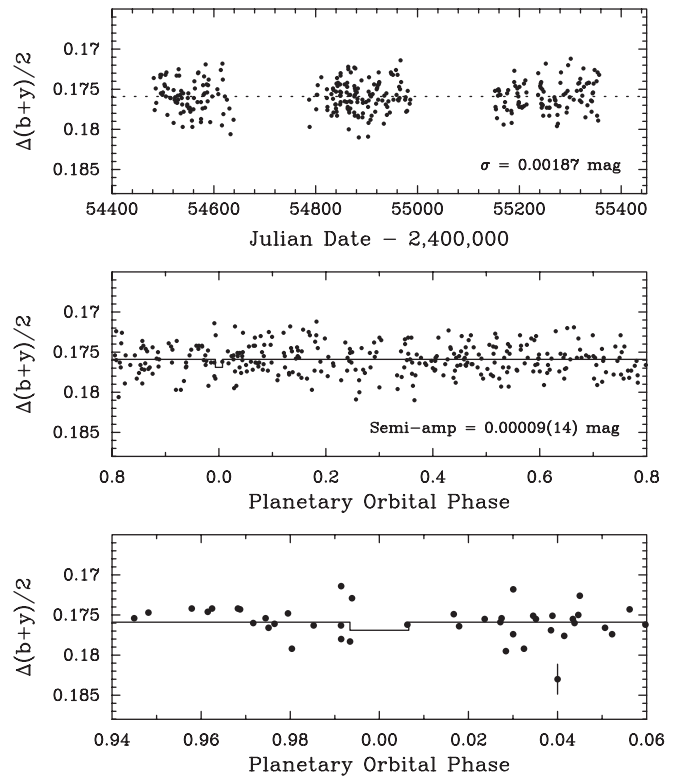 Δ(b+y)/2
0.17
0.175
0.18
0.185
σ = 0.00187 mag
54400 54600 54800 55000 55200 55400
Julian Date − 2,400,000
Δ(b+y)/2
0.17
0.175
0.18
0.185
Semi-amp = 0.00009(14) mag
0.8 0.0 0.2 0.4 0.6 0.8
Planetary Orbital Phase
Δ(b+y)/2
0.17
0.175
0.18
0.185
0.94 0.96 0.98 0.00 0.02 0.04 0.06
Planetary Orbital Phase